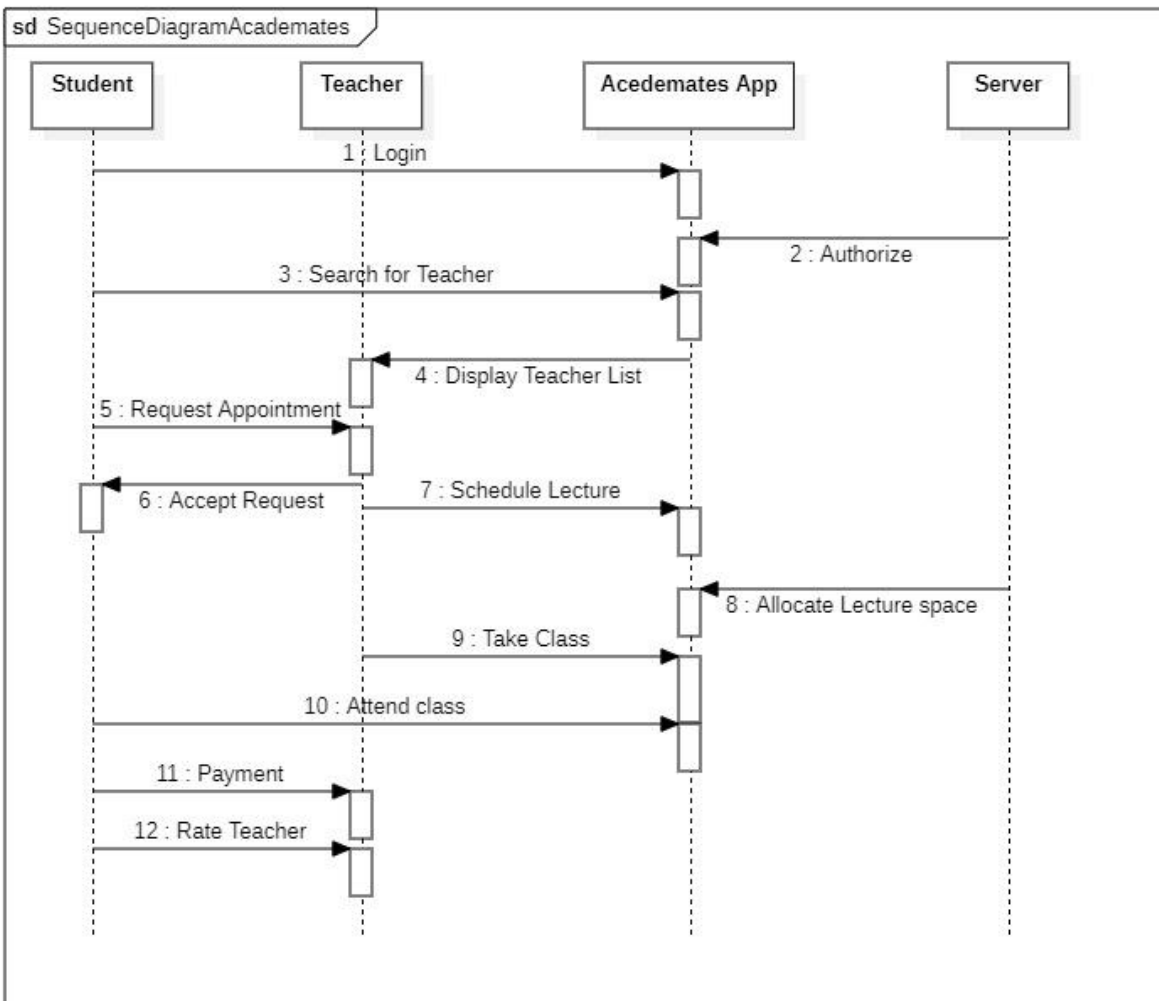 sd SequenceDiagramAcademates
Student
Teacher
Acedemates App
Server
1 : Login
2 : Authorize
3 : Search for Teacher
4 : Display Teacher List
5 : Request Appointment
6 : Accept Request
7 : Schedule Lecture
8 : Allocate Lecture space
9 : Take Class
10 : Attend class
11 : Payment
12 : Rate Teacher